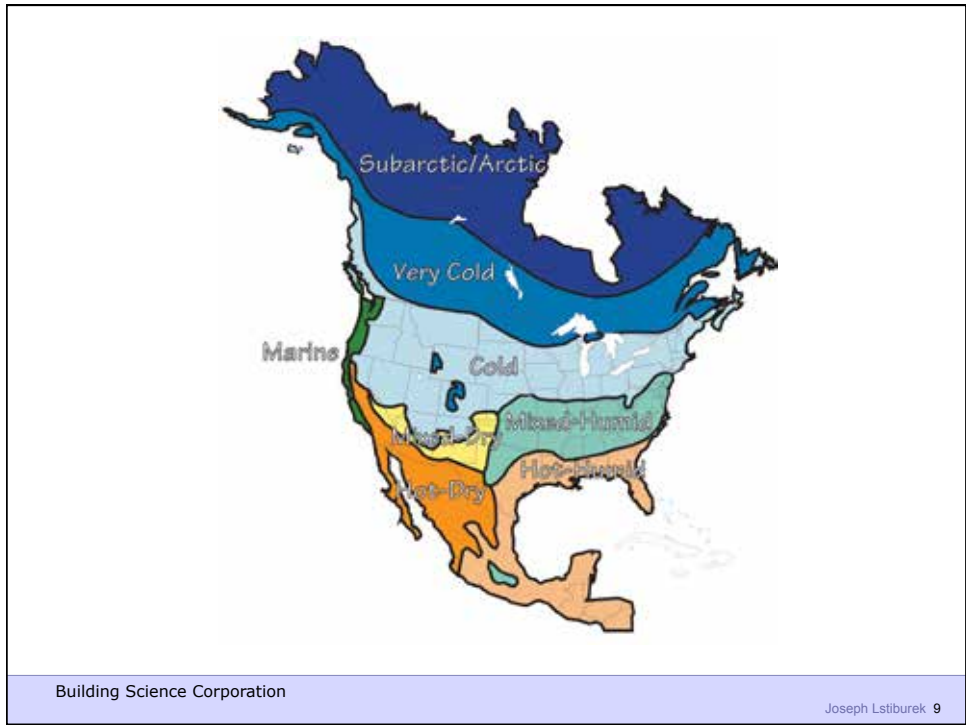 Subarctic/Arctic
Very Cold
Marine
Cold
Mixed-Humid
Mixed-Dry
Hot-Humid
Hot-Dry
Building Science Corporation
Joseph Lstiburek 9